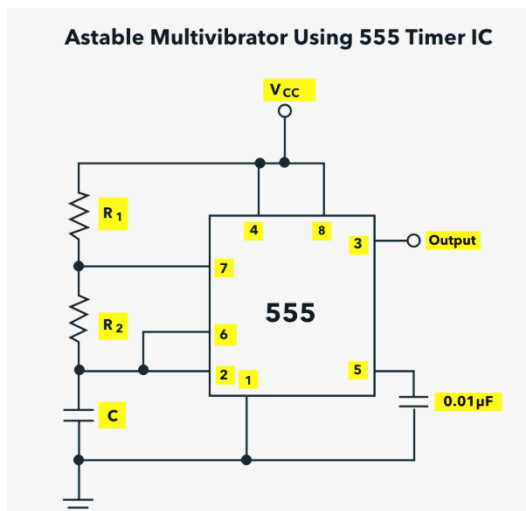 Astable Multivibrator Using 555 Timer IC
VCC
R1
4
8
3
Output
7
555
R2
6
2
1
5
C
0.01µF